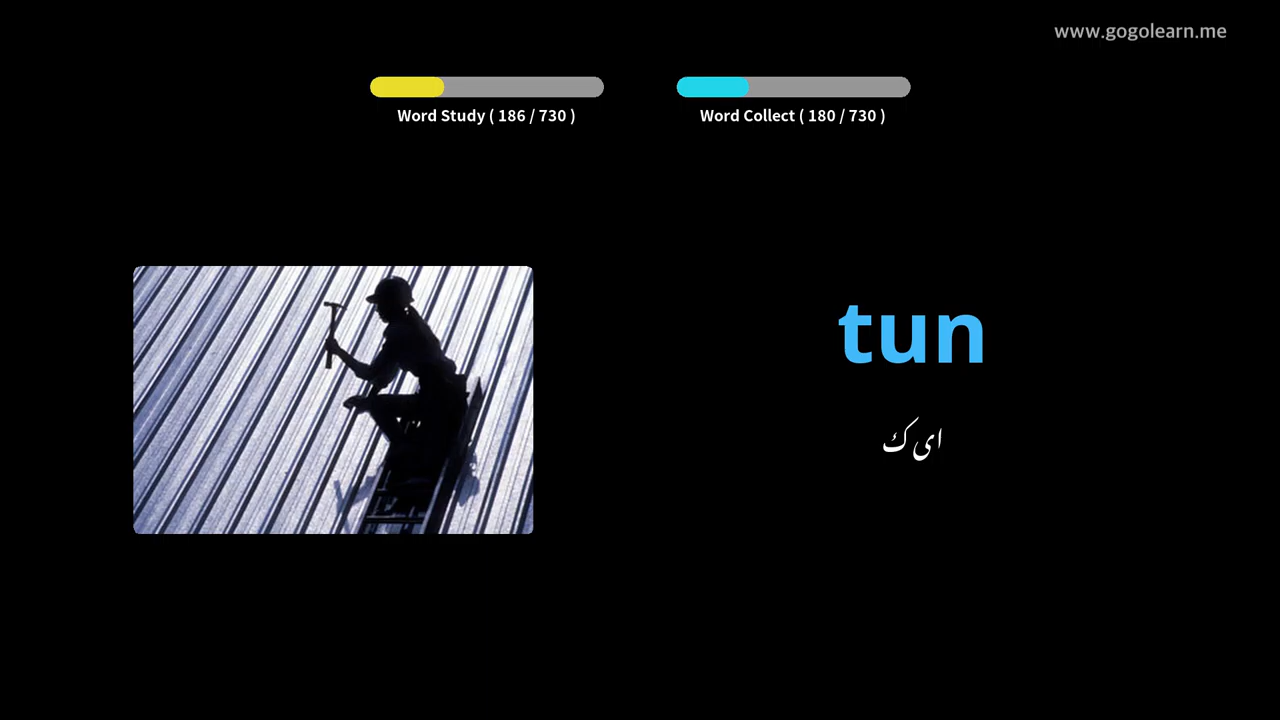 www.gogolearn.me
Word Study ( 186 / 730 )
Word Collect ( 180 / 730 )
tun
ای ک